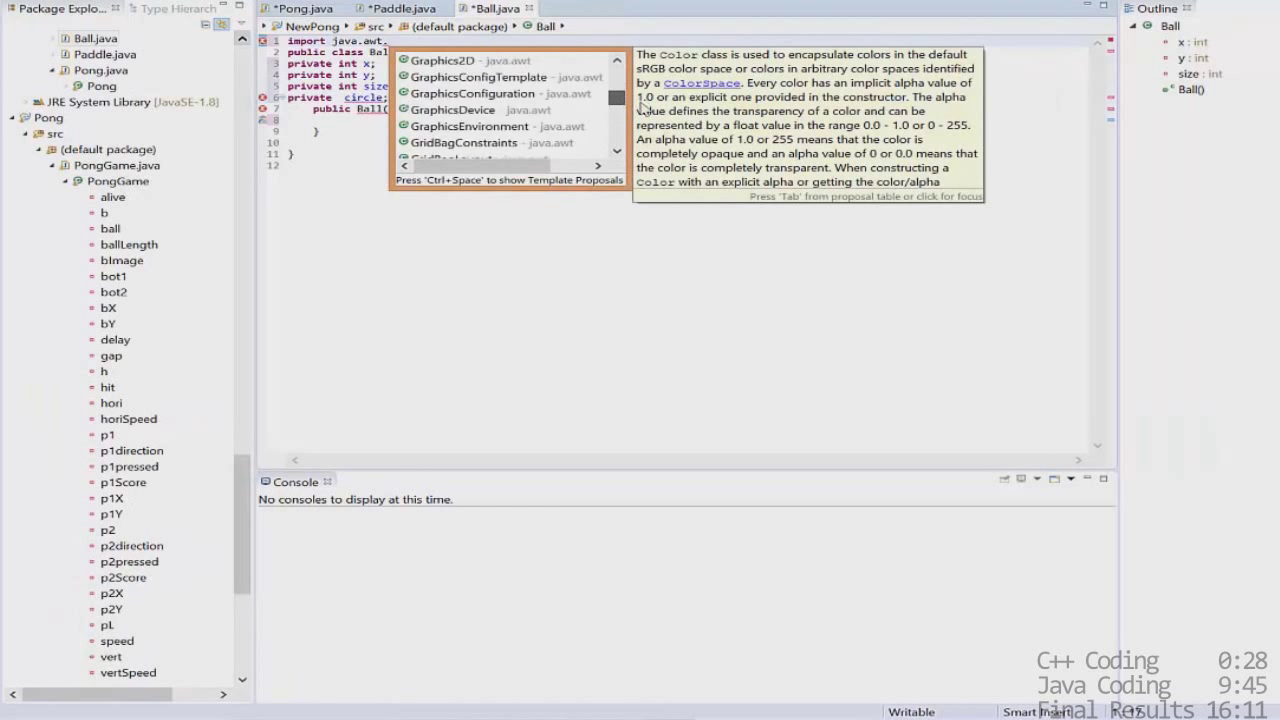 Package Explo...
Type Hierarch
Ball.java
Paddle.java
Pong.java
Pong
JRE System Library [JavaSE-1.8]
Pong
src
(default package)
PongGame.java
PongGame
alive
b
ball
ballLength
bImage
bot1
bot2
bX
bY
delay
gap
h
hit
hori
horiSpeed
p1
p1direction
p1pressed
p1Score
p1X
p1Y
p2
p2direction
p2pressed
p2Score
p2X
p2Y
pL
speed
vert
vertSpeed
*Pong.java
*Paddle.java
*Ball.java
NewPong
src
(default package)
Ball
1 import java.awt.
2 public class Bal
3 private int x;
4 private int y;
5 private int size
6 private circle;
7 public Ball(
8
10 }
11 }
12
Graphics2D - java.awt
GraphicsConfigTemplate - java.awt
GraphicsConfiguration - java.awt
GraphicsDevice java.awt
GraphicsEnvironment - java.awt
GridBagConstraints - java.awt
Press 'Ctrl+Space' to show Template Proposals
The Color class is used to encapsulate colors in the default
sRGB color space or colors in arbitrary color spaces identified
by a ColorSpace. Every color has an implicit alpha value of
1.0 or an explicit one provided in the constructor. The alpha
value defines the transparency of a color and can be
represented by a float value in the range 0.0 - 1.0 or 0 - 255.
An alpha value of 1.0 or 255 means that the color is
completely opaque and an alpha value of 0 or 0.0 means that
the color is completely transparent. When constructing a
Color with an explicit alpha or getting the color/alpha
Press 'Tab' from proposal table or click for focus
Console
No consoles to display at this time.
Outline
Ball
x : int
y : int
size : int
Ball()
C++ Coding 0:28
Java Coding 9:45
Final Results 16:11
Writable
Smart Insert